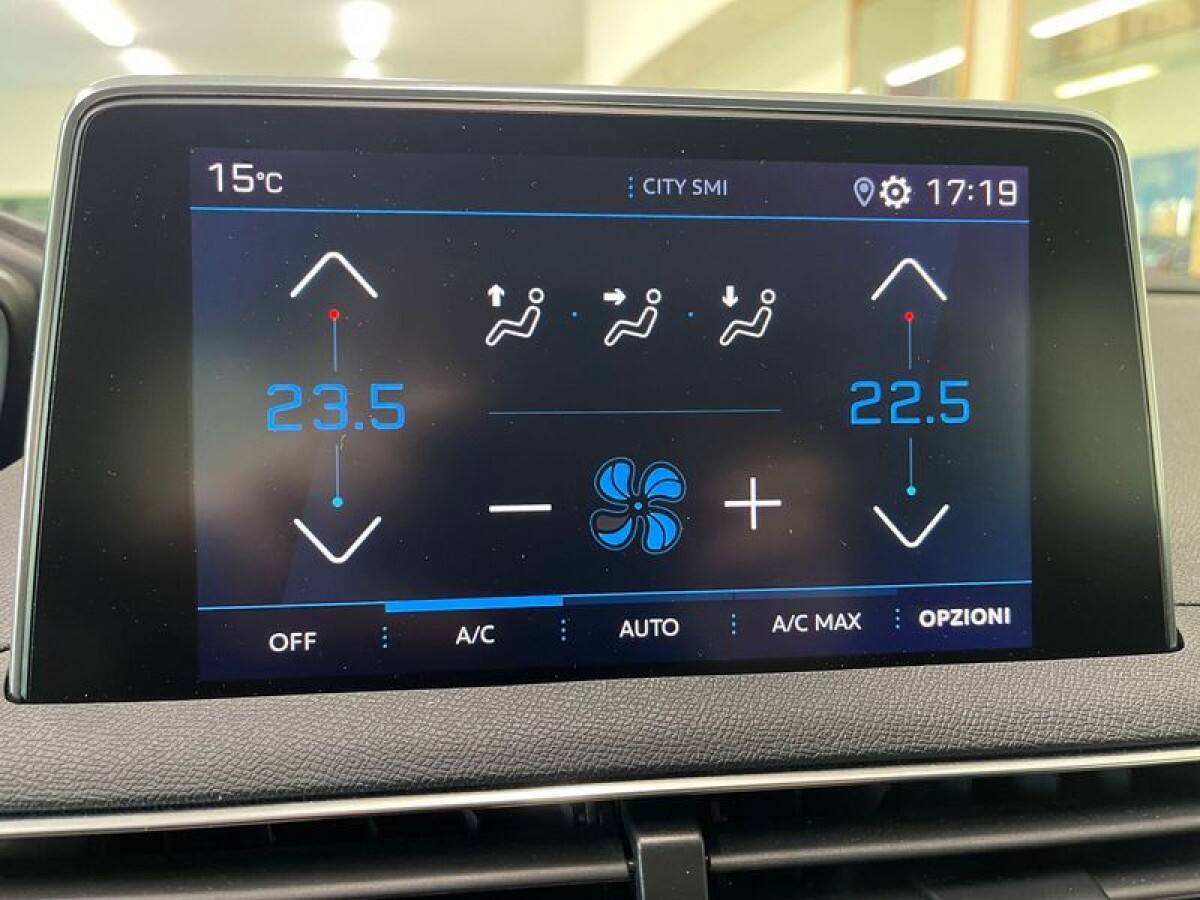 15°C CITY SMI 17:19
23.5 22.5
OFF A/C AUTO A/C MAX OPZIONI